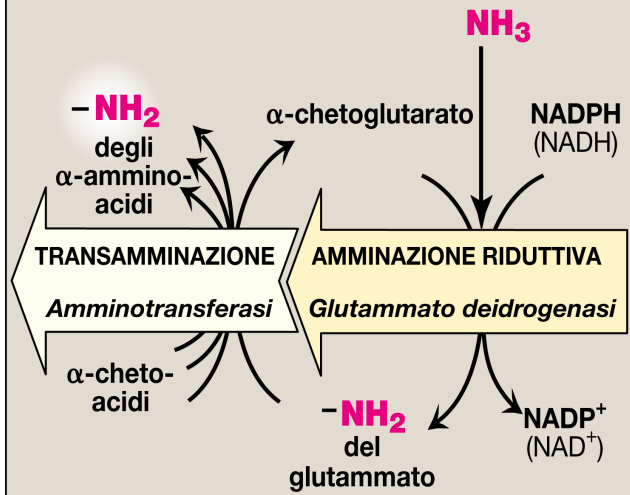 NH3
–NH2
degli
α-ammino-
acidi
α-chetoglutarato
NADPH
(NADH)
TRANSAMMINAZIONE
Amminotransferasi
AMMINAZIONE RIDUTTIVA
Glutammato deidrogenasi
α-cheto-
acidi
–NH2
del
glutammato
NADP+
(NAD+)